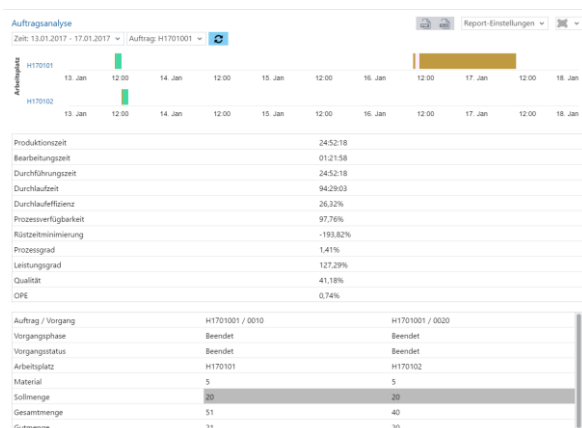 Auftragsanalyse
Report-Einstellungen
Zeit: 13.01.2017 - 17.01.2017 Auftrag: H1701001
Arbeitsplatz
H170101
13. Jan 12:00 14. Jan 12:00 15. Jan 12:00 16. Jan 12:00 17. Jan 12:00 18. Jan
H170102
13. Jan 12:00 14. Jan 12:00 15. Jan 12:00 16. Jan 12:00 17. Jan 12:00 18. Jan
Produktionszeit 24:52:18
Bearbeitungszeit 01:21:58
Durchführungszeit 24:52:18
Durchlaufzeit 94:29:03
Durchlaufeffizienz 26,32%
Prozessverfügbarkeit 97,76%
Rüstzeitminimierung -193,82%
Prozessgrad 1,41%
Leistungsgrad 127,29%
Qualität 41,18%
OPE 0,74%
Auftrag / Vorgang H1701001 / 0010 H1701001 / 0020
Vorgangsphase Beendet Beendet
Vorgangsstatus Beendet Beendet
Arbeitsplatz H170101 H170102
Material 5 5
Sollmenge 20 20
Gesamtmenge 51 40
Gutmenge